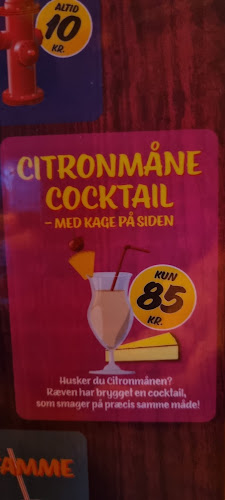 ALTID
10
KR.
CITRONMÅNE
COCKTAIL
– MED KAGE PÅ SIDEN
KUN
85
KR.
Husker du Citronmånen?
Ræven har brygget en cocktail,
som smager på præcis samme måde!
AMME